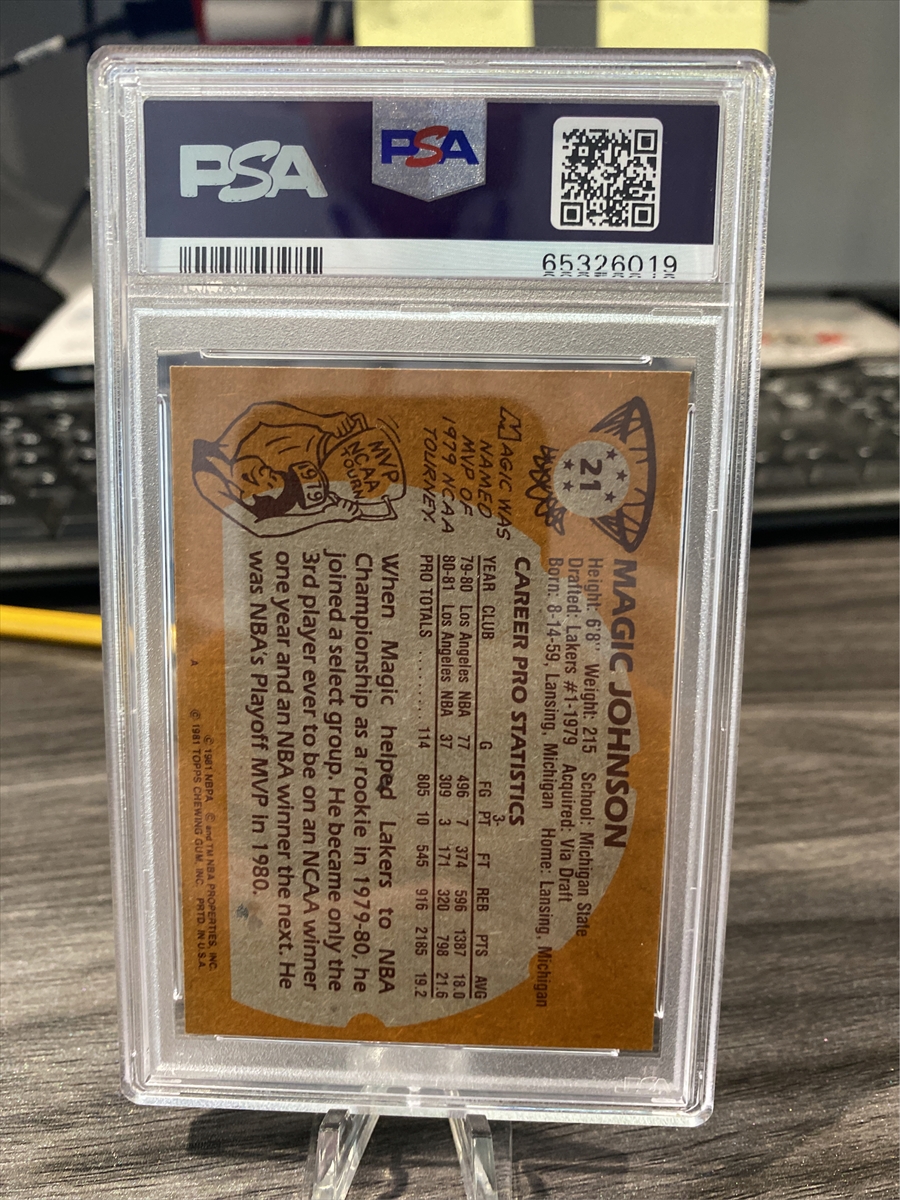 PSA
PSA
65326019
21
MAGIC JOHNSON
Height: 6'8" Weight: 215 School: Michigan State
Drafted: Lakers #1-1979 Acquired: Via Draft
Born: 8-14-59, Lansing, Michigan Home: Lansing, Michigan
MAGIC WAS
NAMED
MVP OF
1979 NCAA
TOURNEY.
MVP
NCAA
TOURN
1979
CAREER PRO STATISTICS
YEAR CLUB G FG 3-PT FT REB PTS AVG
79-80 Los Angeles NBA 77 496 7 374 596 1387 18.0
80-81 Los Angeles NBA 37 309 3 171 320 798 21.6
PRO TOTALS ......... 114 805 10 545 916 2185 19.2
When Magic helped Lakers to NBA
Championship as a rookie in 1979-80, he
joined a select group. He became only the
3rd player ever to be on an NCAA winner
one year and an NBA winner the next. He
was NBA's Playoff MVP in 1980.
© 1981 NBPA. © and TM NBA PROPERTIES, INC.
A © 1981 TOPPS CHEWING GUM, INC. PRTD. IN U.S.A.